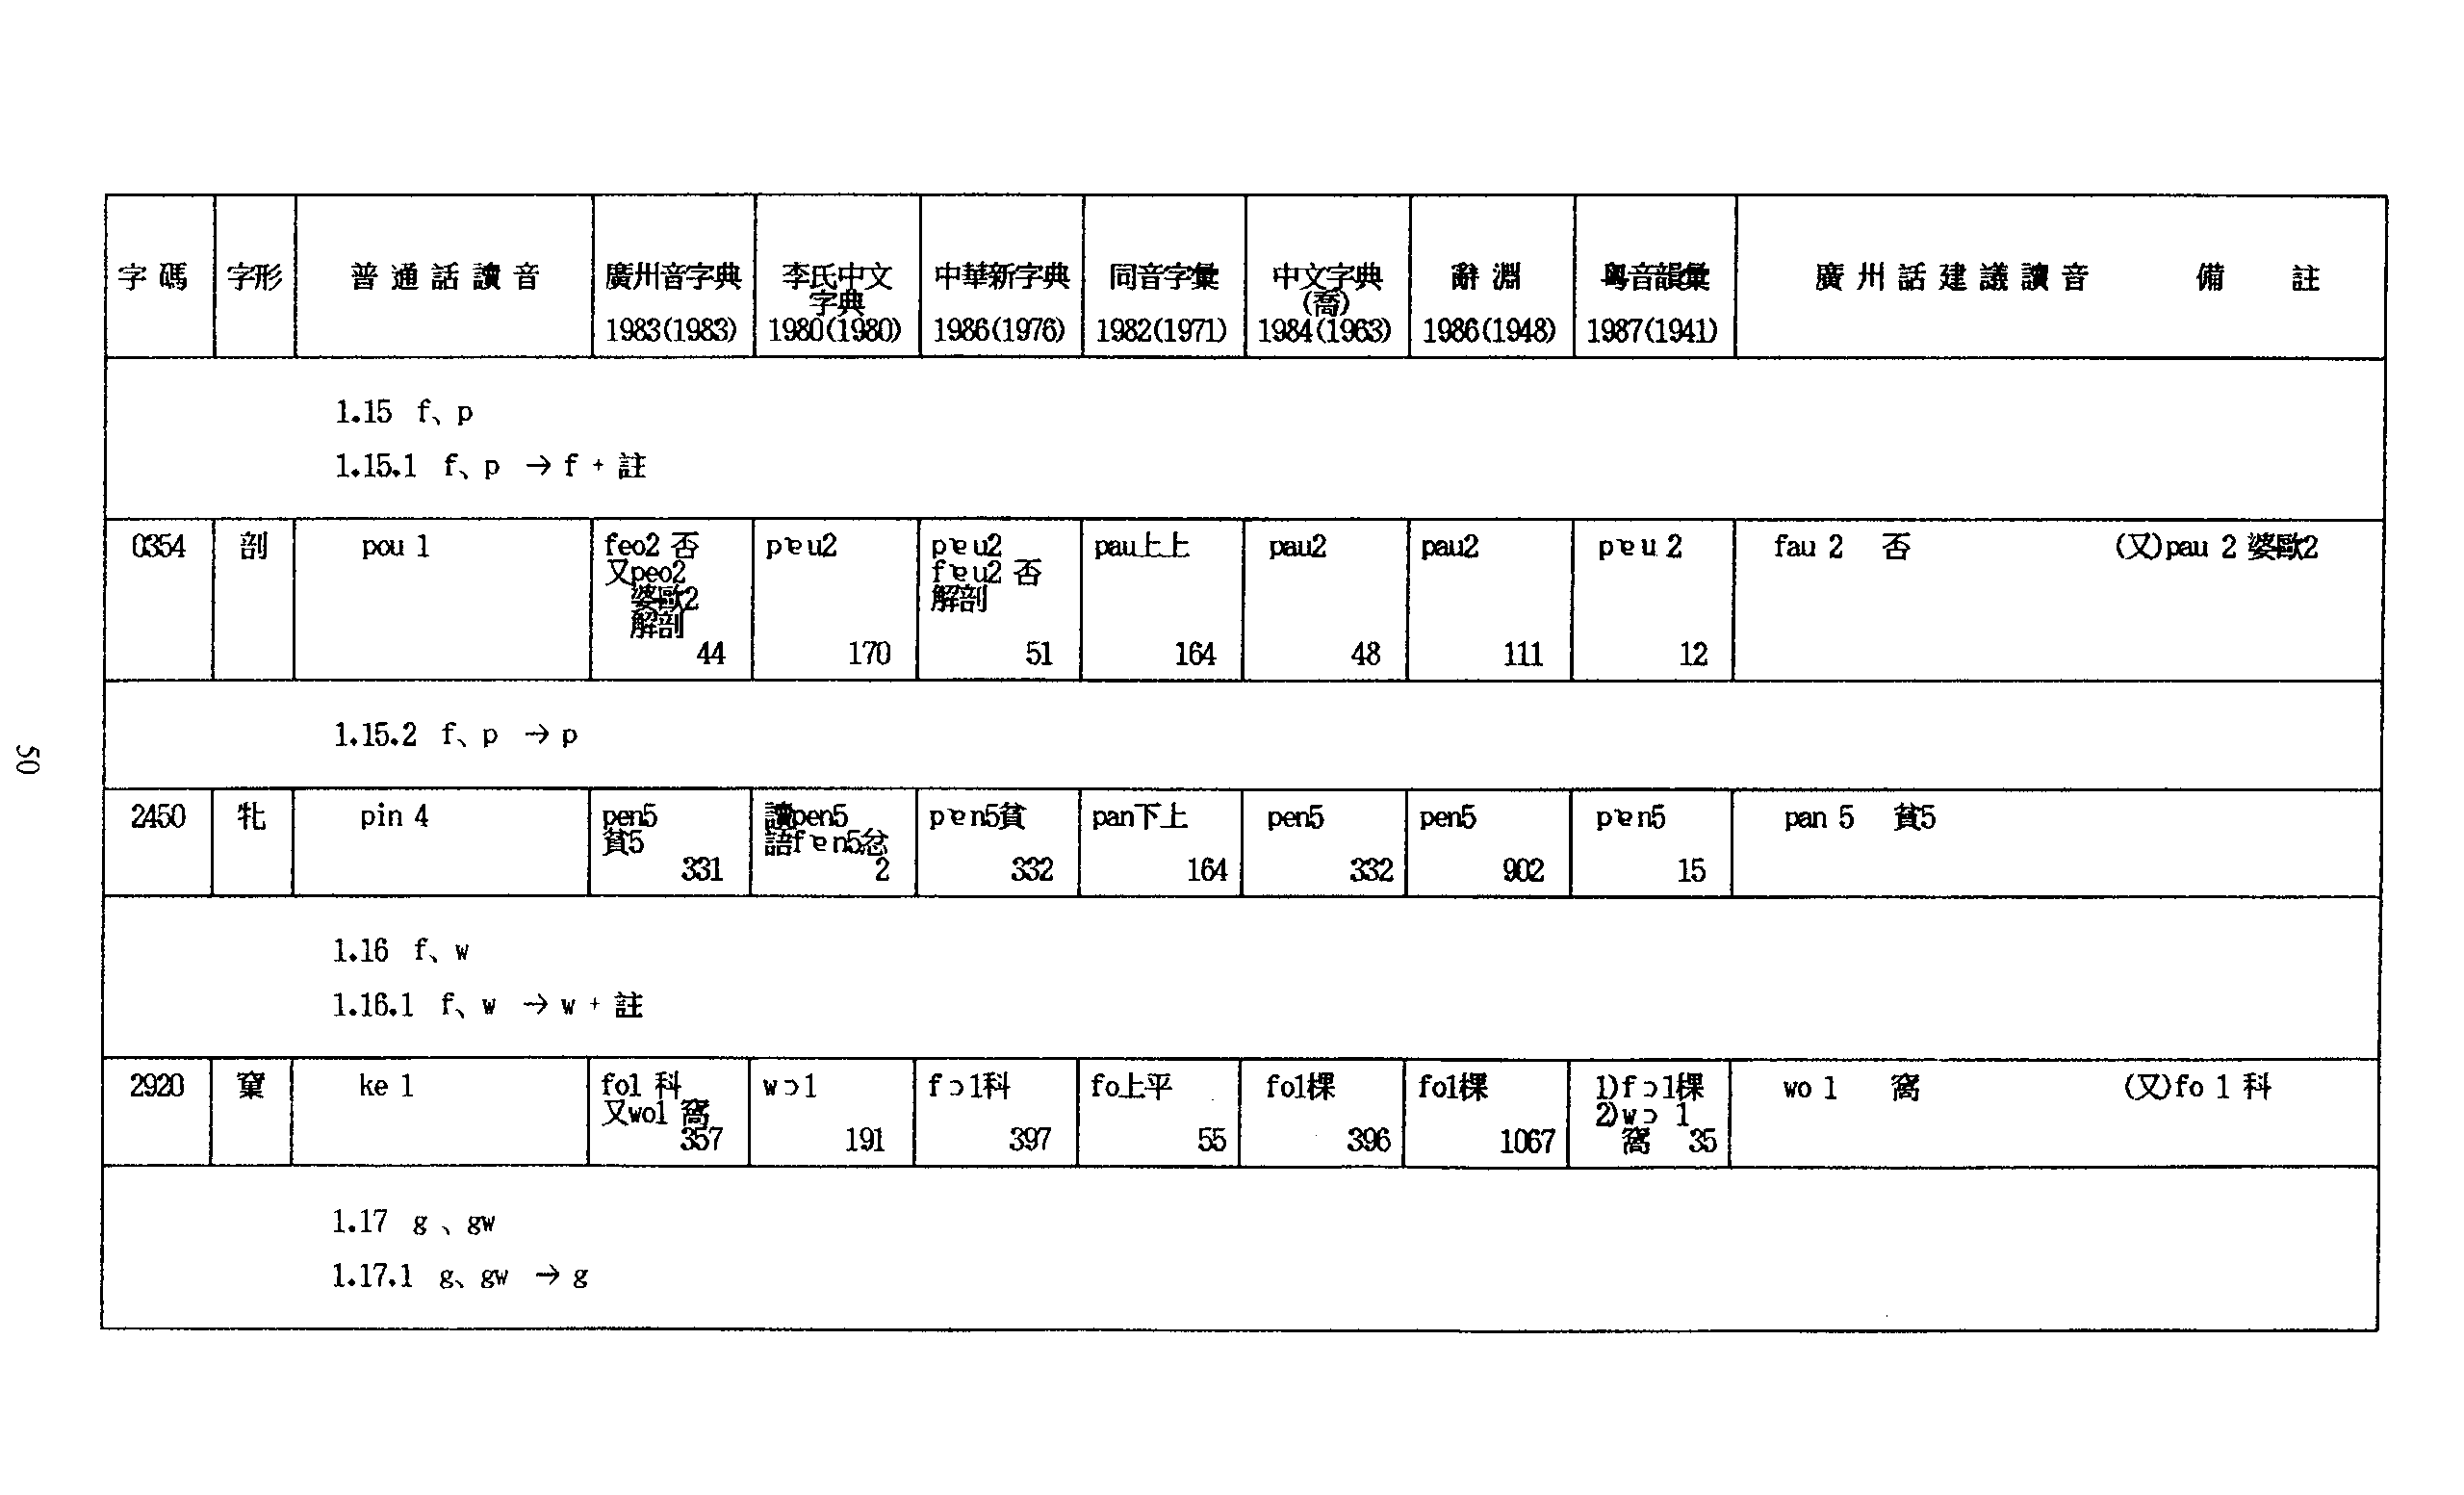 字碼 字形 普通話讀音 廣州音字典 1983(1983) 李氏中文字典 1980(1980) 中華新字典 1986(1976) 同音字彙 1982(1971) 中文字典(喬) 1984(1963) 辭淵 1986(1948) 粵音韻彙 1987(1941) 廣州話建議讀音 備註
1.15 f、p
1.15.1 f、p → f + 註
0354 剖 pou 1
feo2 否
又peo2
婆歐2
解剖
44
pɐu2
170
pɐu2
fɐu2 否
解剖
51
pau上上
164
pau2
48
pau2
111
pɐu 2
12
fau 2 否 (又)pau 2 婆歐2
1.15.2 f、p → p
2450 牝 pin 4
pen5
貧5
331
讀pen5
語fɐn5忿
2
pɐn5貧
332
pan下上
164
pen5
332
pen5
902
pɐn5
15
pan 5 貧5
1.16 f、w
1.16.1 f、w → w + 註
2920 窠 ke 1
fo1 科
又wo1 窩
357
wɔ1
191
fɔ1科
397
fo上平
55
fo1棵
396
fo1棵
1067
1)fɔ1棵
2)wɔ 1
窩 35
wo 1 窩 (又)fo 1 科
1.17 g、gw
1.17.1 g、gw → g
50